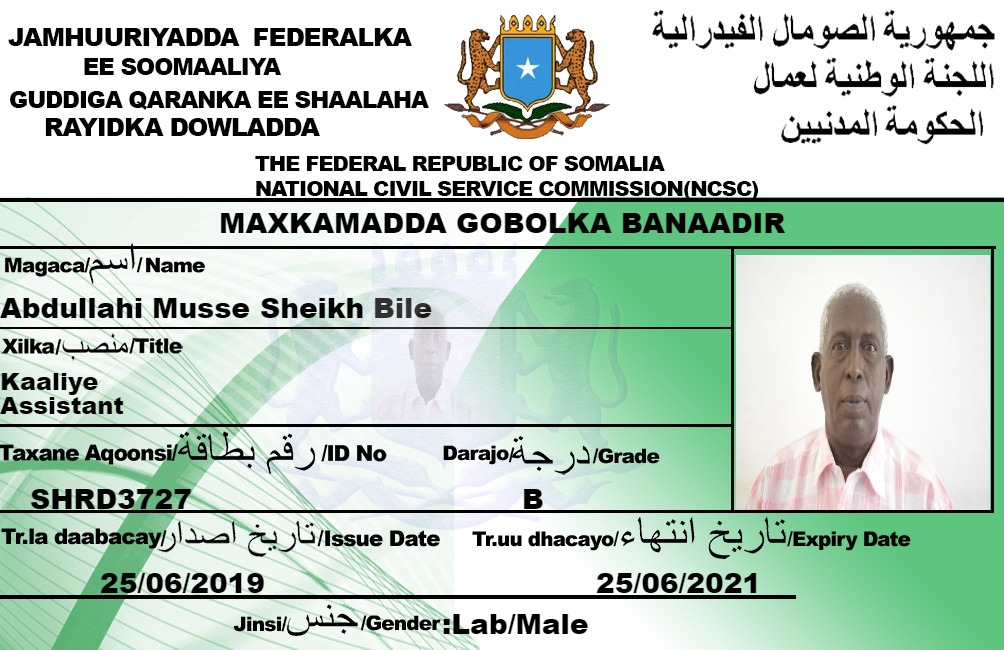 JAMHUURIYADDA FEDERALKA
EE SOOMAALIYA
GUDDIGA QARANKA EE SHAALAHA
RAYIDKA DOWLADDA
جمهورية الصومال الفيدرالية
اللجنة الوطنية لعمال
الحكومة المدنيين
THE FEDERAL REPUBLIC OF SOMALIA
NATIONAL CIVIL SERVICE COMMISSION(NCSC)
MAXKAMADDA GOBOLKA BANAADIR
Magaca/اسم/Name
Abdullahi Musse Sheikh Bile
Xilka/منصب/Title
Kaaliye
Assistant
Taxane Aqoonsi/رقم بطاقة/ID No
Darajo/درجة/Grade
SHRD3727
B
Tr.la daabacay/تاريخ اصدار/Issue Date
Tr.uu dhacayo/تاريخ انتهاء/Expiry Date
25/06/2019
25/06/2021
Jinsi/جنس/Gender:Lab/Male